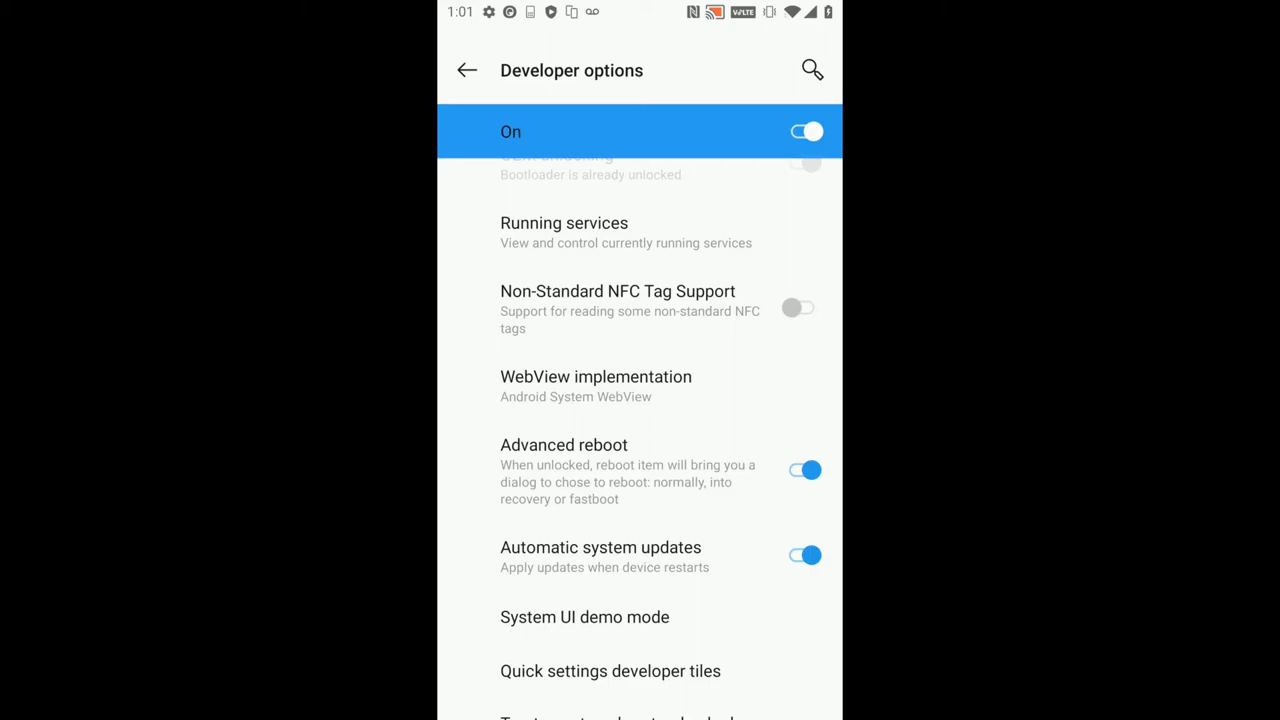 1:01 VoLTE
Developer options
On
Bootloader is already unlocked
Running services
View and control currently running services
Non-Standard NFC Tag Support
Support for reading some non-standard NFC
tags
WebView implementation
Android System WebView
Advanced reboot
When unlocked, reboot item will bring you a
dialog to chose to reboot: normally, into
recovery or fastboot
Automatic system updates
Apply updates when device restarts
System UI demo mode
Quick settings developer tiles